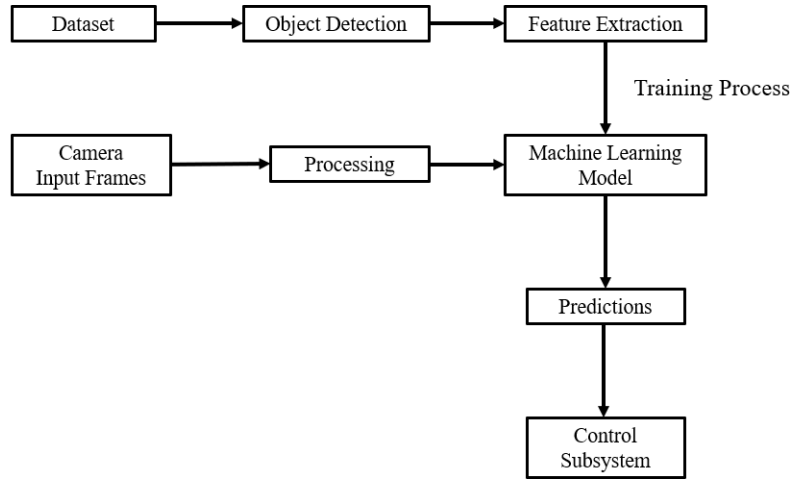 Dataset
Object Detection
Feature Extraction
Training Process
Camera
Input Frames
Processing
Machine Learning
Model
Predictions
Control
Subsystem